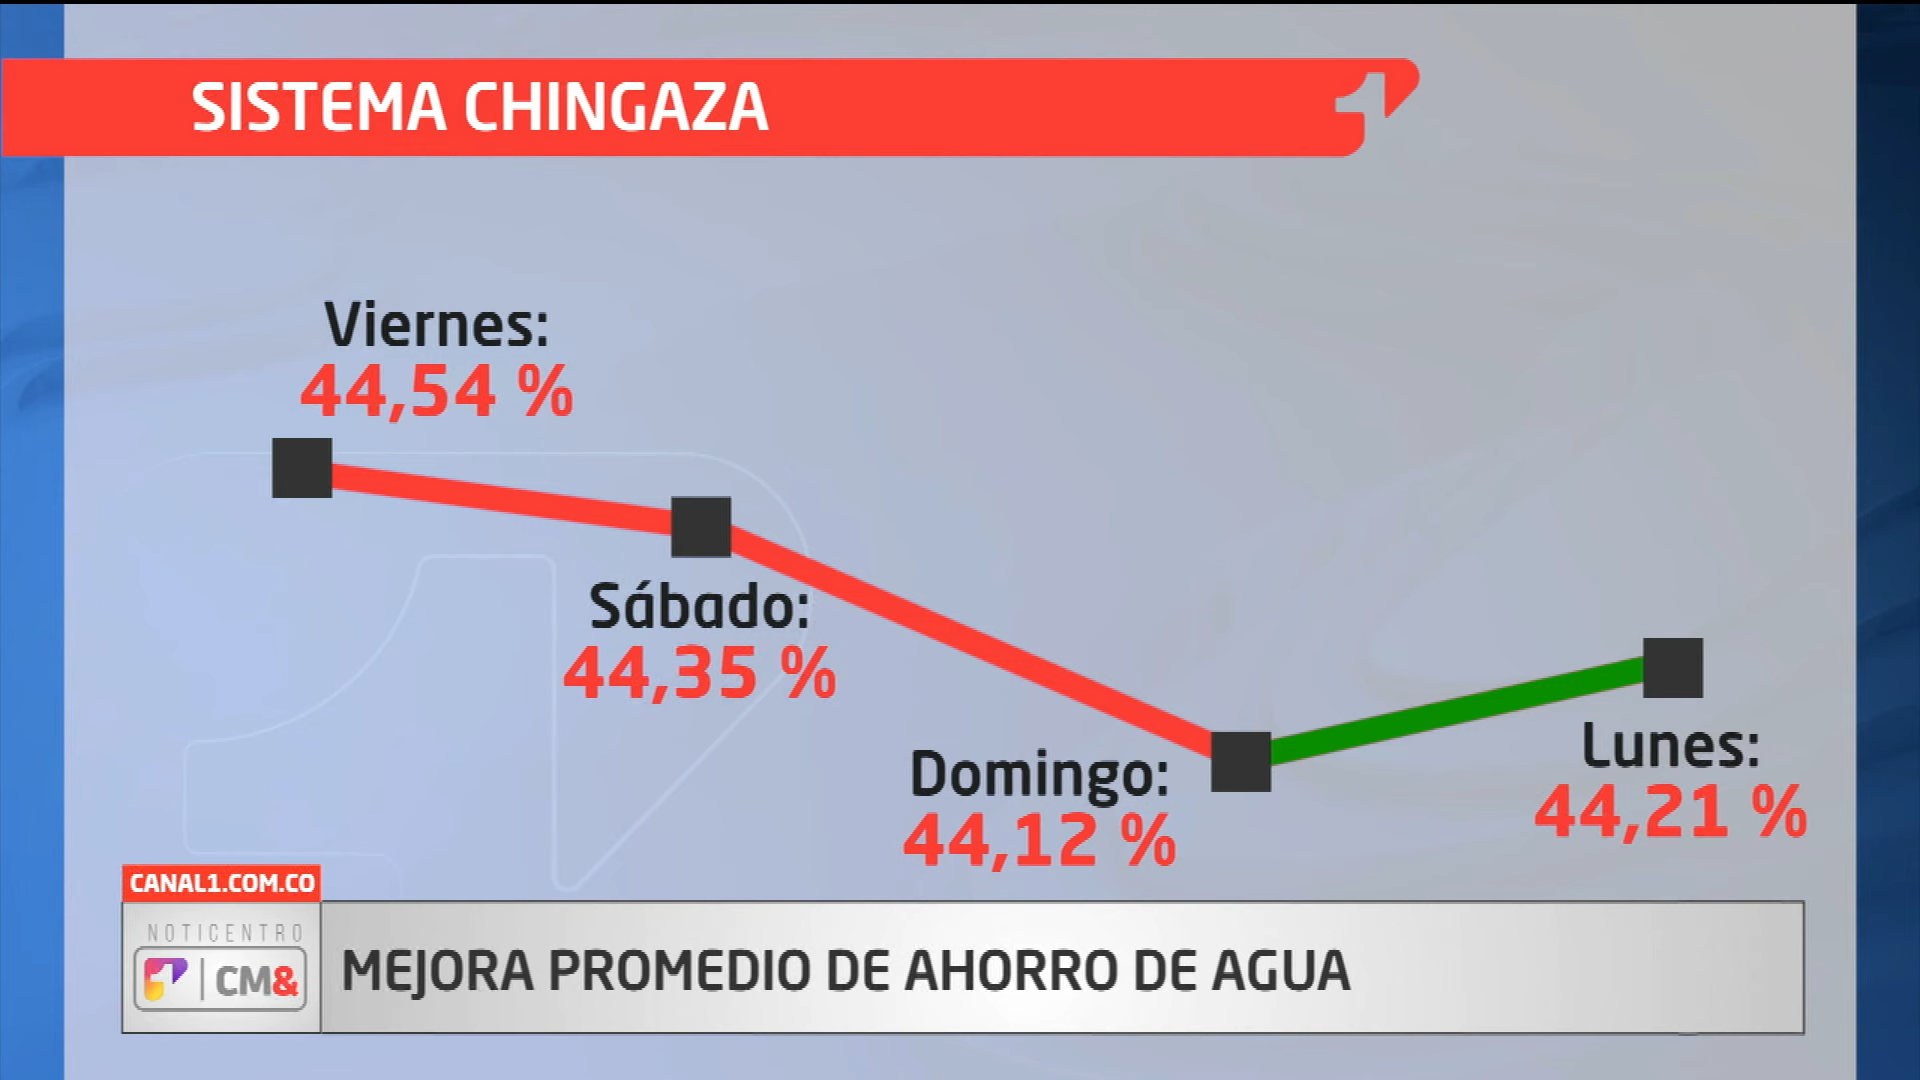 SISTEMA CHINGAZA
Viernes:
44,54 %
Sábado:
44,35 %
Domingo:
44,12 %
Lunes:
44,21 %
CANAL1.COM.CO
NOTICENTRO
1 | CM&
MEJORA PROMEDIO DE AHORRO DE AGUA